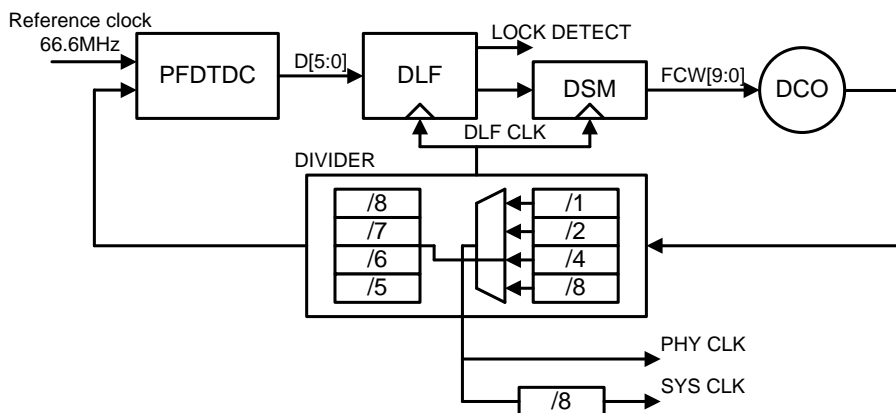 Reference clock
66.6MHz
PFDTDC
D[5:0]
DLF
LOCK DETECT
DSM
FCW[9:0]
DCO
DLF CLK
DIVIDER
/8
/7
/6
/5
/1
/2
/4
/8
PHY CLK
SYS CLK
/8